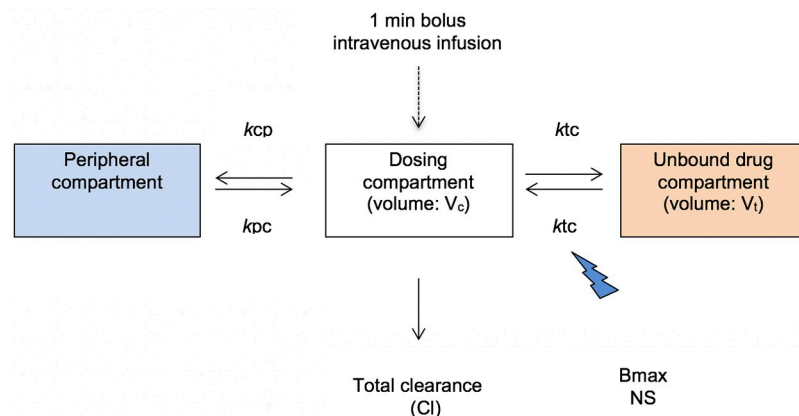 1 min bolus
intravenous infusion
kcp
ktc
Peripheral
compartment
Dosing
compartment
(volume: Vc)
Unbound drug
compartment
(volume: Vt)
kpc
ktc
Total clearance
(Cl)
Bmax
NS